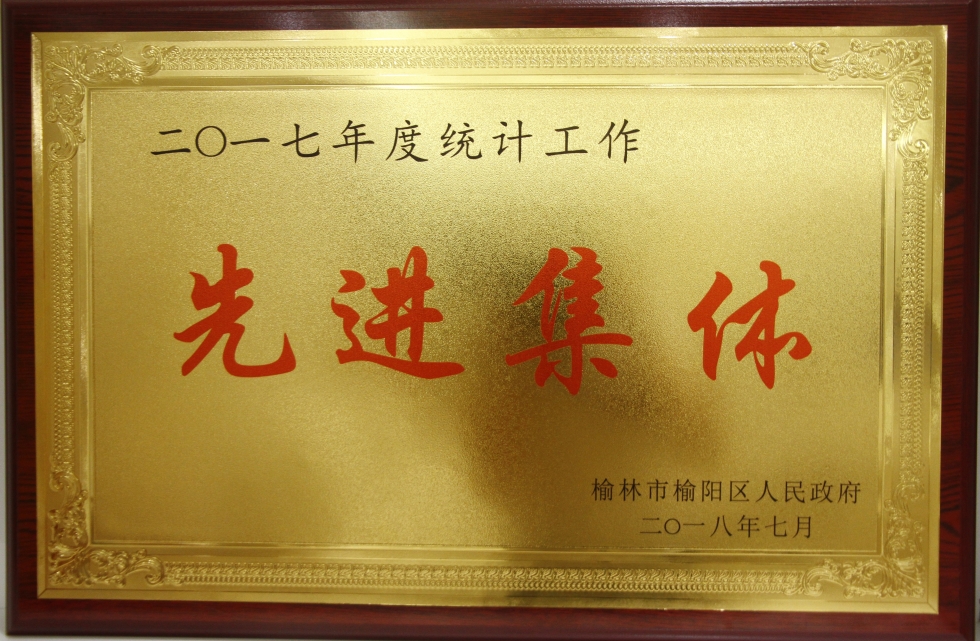 二〇一七年度统计工作
先进集体
榆林市榆阳区人民政府
二〇一八年七月